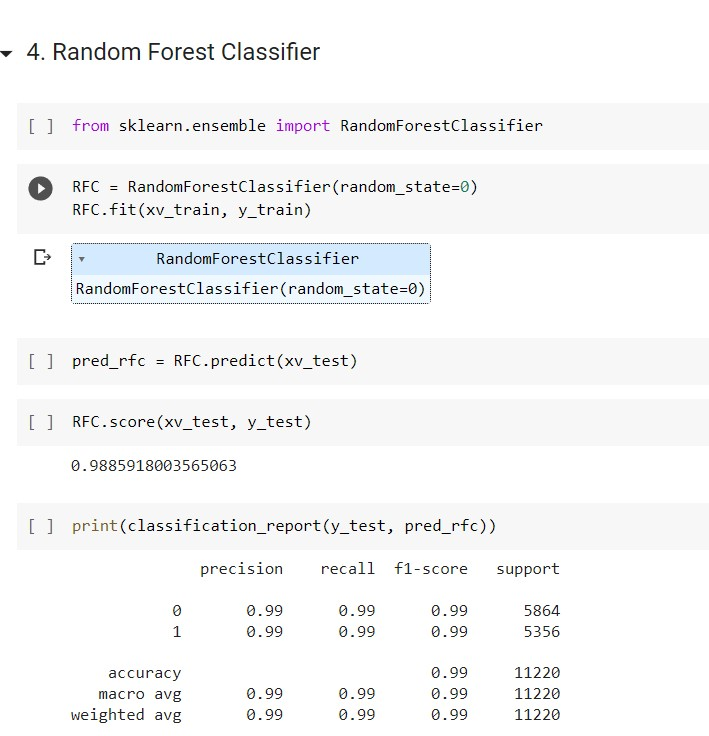 4. Random Forest Classifier
[ ] from sklearn.ensemble import RandomForestClassifier
RFC = RandomForestClassifier(random_state=0)
RFC.fit(xv_train, y_train)
RandomForestClassifier
RandomForestClassifier(random_state=0)
[ ] pred_rfc = RFC.predict(xv_test)
[ ] RFC.score(xv_test, y_test)
0.9885918003565063
[ ] print(classification_report(y_test, pred_rfc))
precision recall f1-score support
0 0.99 0.99 0.99 5864
1 0.99 0.99 0.99 5356
accuracy 0.99 11220
macro avg 0.99 0.99 0.99 11220
weighted avg 0.99 0.99 0.99 11220